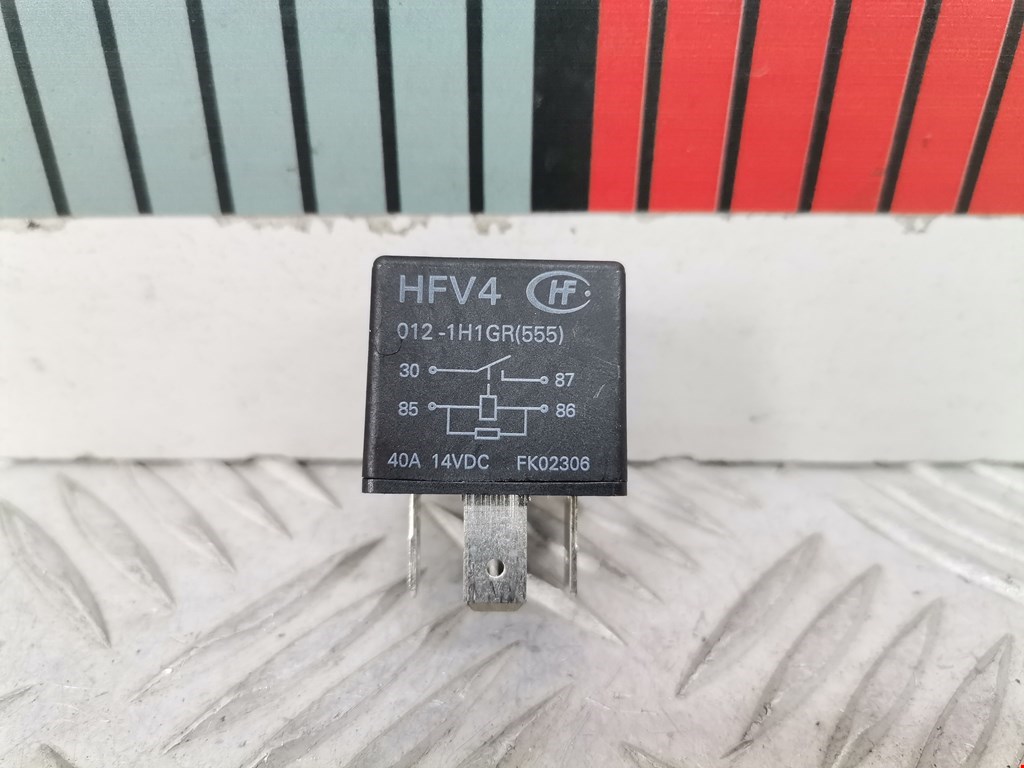 HFV4 HF
012-1H1GR(555)
30 87
85 86
40A 14VDC FK02306